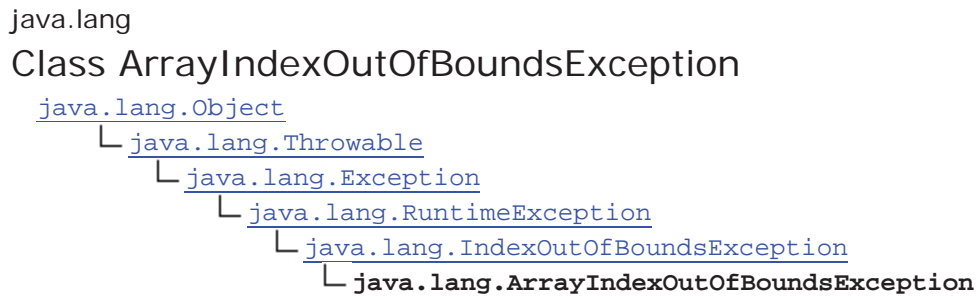 java.lang
Class ArrayIndexOutOfBoundsException
java.lang.Object
java.lang.Throwable
java.lang.Exception
java.lang.RuntimeException
java.lang.IndexOutOfBoundsException
java.lang.ArrayIndexOutOfBoundsException